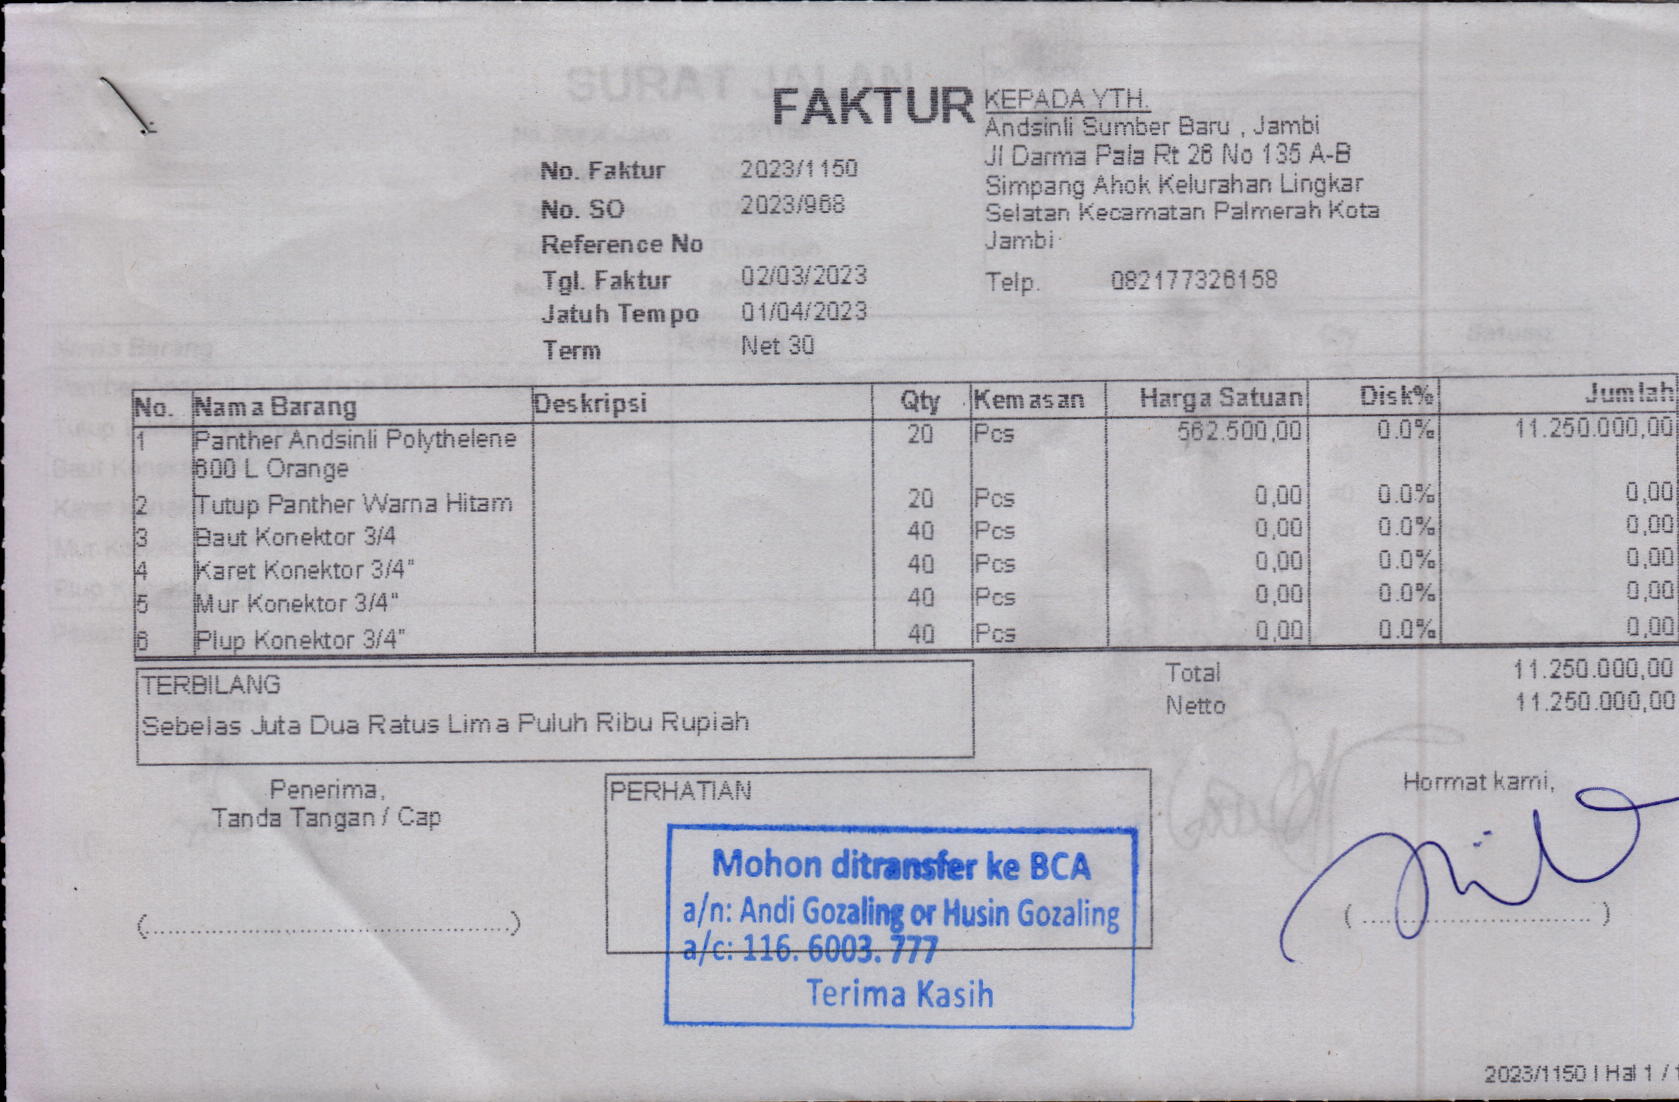 FAKTUR
KEPADA YTH.
Andsinli Sumber Baru , Jambi
Jl Darma Pala Rt 26 No 135 A-B
Simpang Ahok Kelurahan Lingkar
Selatan Kecamatan Palmerah Kota
Jambi
Telp. 082177326158
No. Faktur 2023/1150
No. SO 2023/968
Reference No
Tgl. Faktur 02/03/2023
Jatuh Tempo 01/04/2023
Term Net 30
No. Nama Barang Deskripsi Qty Kemasan Harga Satuan Disk% Jumlah
1 Panther Andsinli Polythelene 20 Pcs 562.500,00 0.0% 11.250.000,00
600 L Orange
2 Tutup Panther Warna Hitam 20 Pcs 0,00 0.0% 0,00
3 Baut Konektor 3/4 40 Pcs 0,00 0.0% 0,00
4 Karet Konektor 3/4" 40 Pcs 0,00 0.0% 0,00
5 Mur Konektor 3/4" 40 Pcs 0,00 0.0% 0,00
6 Plup Konektor 3/4" 40 Pcs 0,00 0.0% 0,00
Total 11.250.000,00
Netto 11.250.000,00
TERBILANG
Sebelas Juta Dua Ratus Lima Puluh Ribu Rupiah
Penerima,
Tanda Tangan / Cap
PERHATIAN
Mohon ditransfer ke BCA
a/n: Andi Gozaling or Husin Gozaling
a/c: 116. 6003. 777
Terima Kasih
Hormat kami,
2023/1150 | Hal 1 / 1